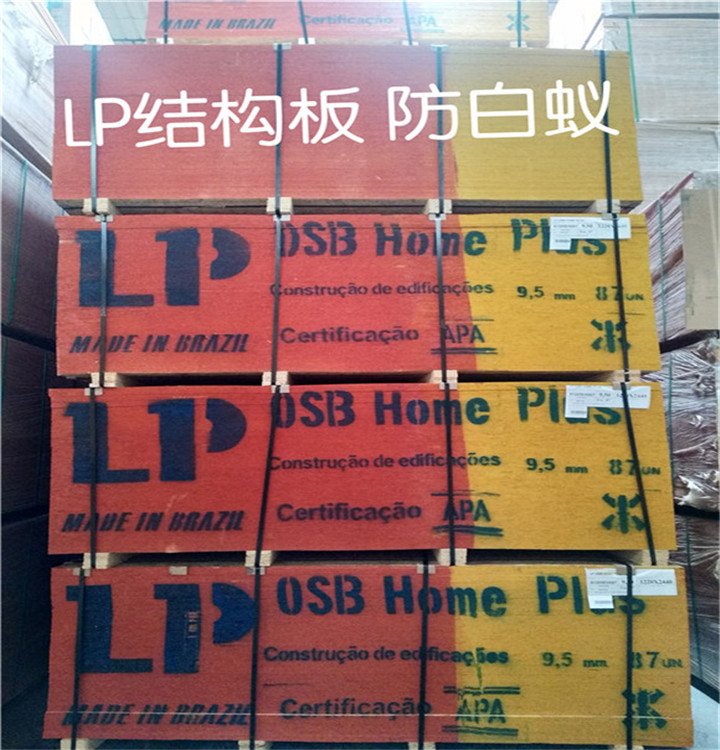 MADE IN BRAZIL Certificação APA
LP结构板 防白蚁
LP OSB Home Plus
Construção de edificações 9,5 mm 87 UN
MADE IN BRAZIL Certificação APA
LP OSB Home Plus
Construção de edificações 9,5 mm 87 UN
MADE IN BRAZIL Certificação APA
LP OSB Home Plus
Construção de edificações 9,5 mm 87 UN
MADE IN BRAZIL Certificação APA